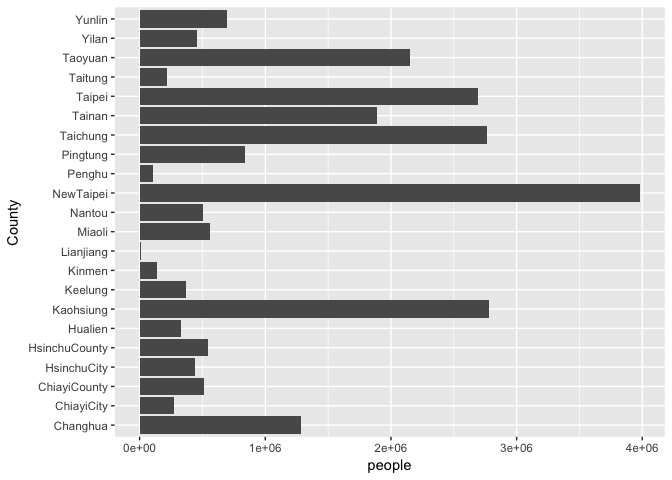 Yunlin
Yilan
Taoyuan
Taitung
Taipei
Tainan
Taichung
Pingtung
Penghu
NewTaipei
Nantou
Miaoli
Lianjiang
Kinmen
Keelung
Kaohsiung
Hualien
HsinchuCounty
HsinchuCity
ChiayiCounty
ChiayiCity
Changhua
County
0e+00 1e+06 2e+06 3e+06 4e+06
people